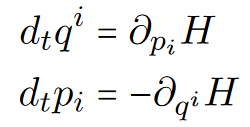 d_t q^i = ∂_{p_i} H
d_t p_i = −∂_{q^i} H